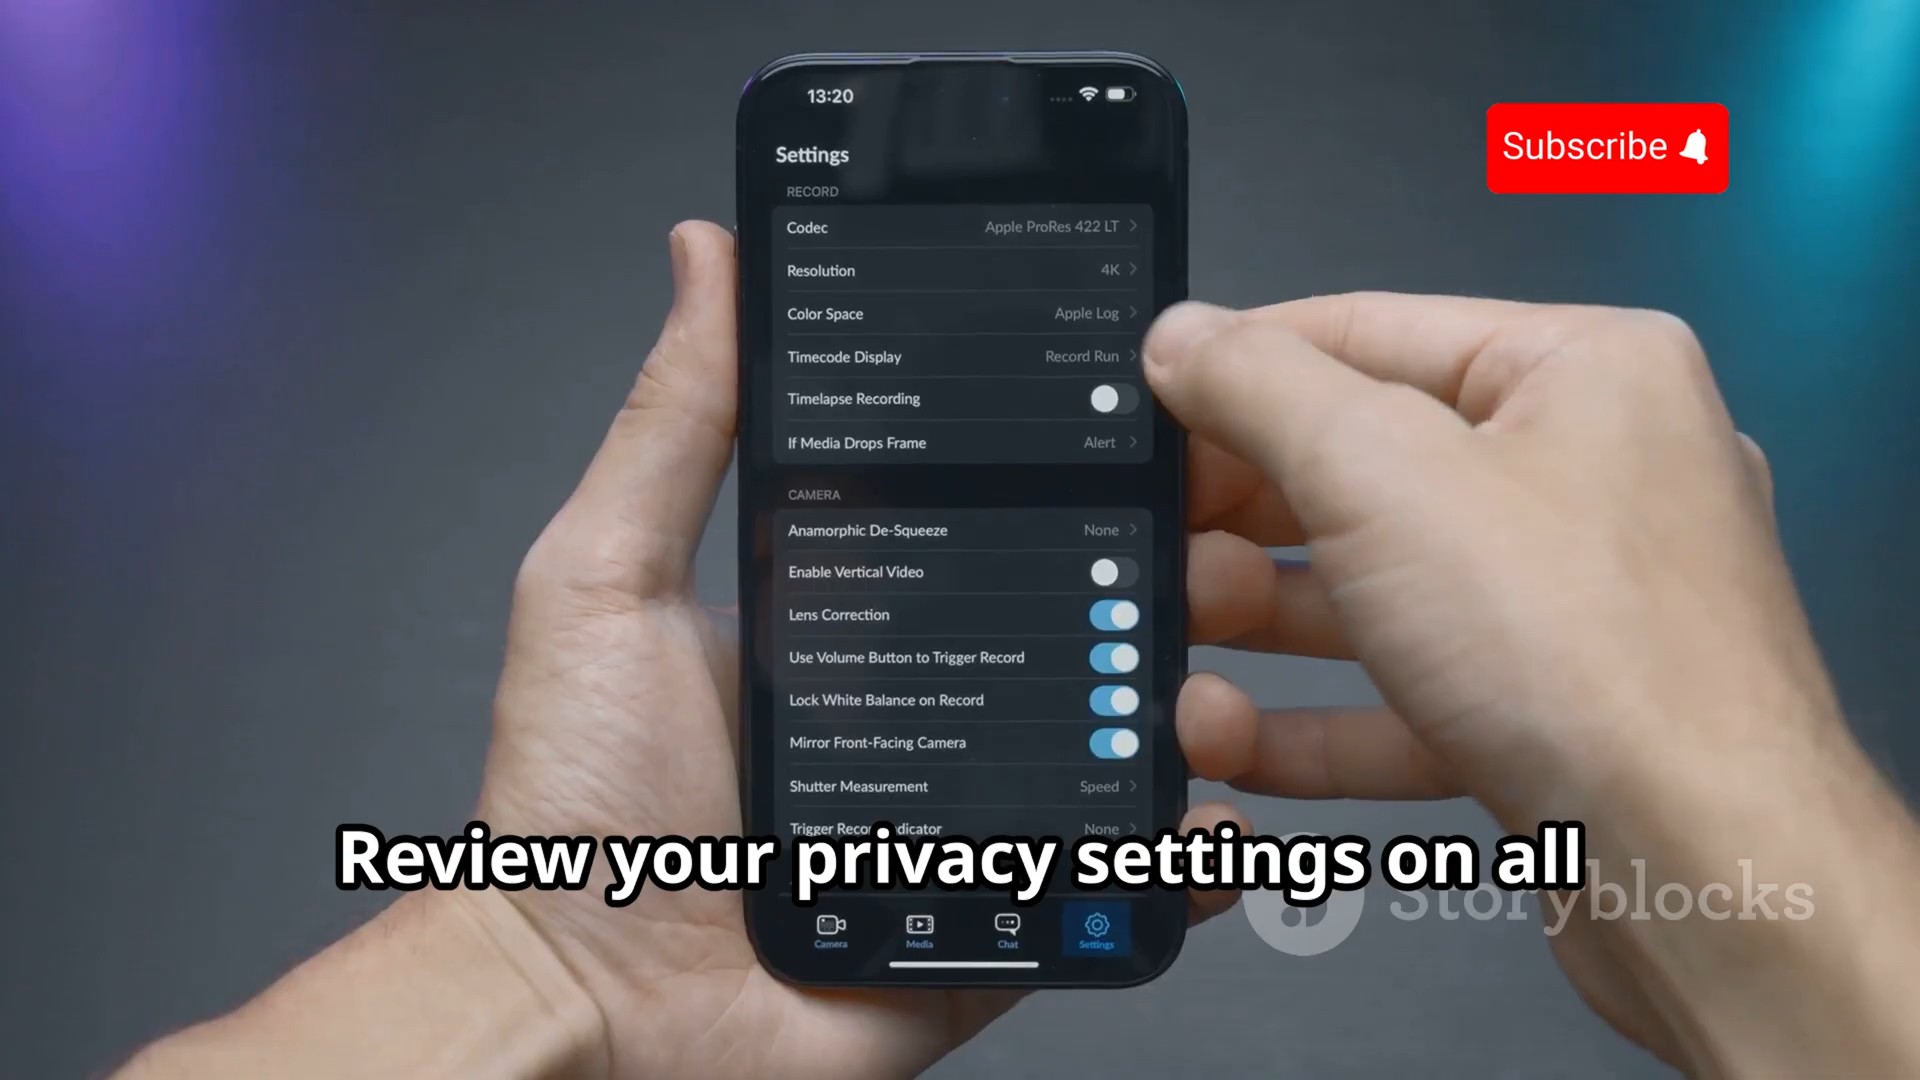 13:20
Subscribe
Settings
RECORD
Codec Apple ProRes 422 LT
Resolution 4K
Color Space Apple Log
Timecode Display Record Run
Timelapse Recording
If Media Drops Frame Alert
CAMERA
Anamorphic De-Squeeze None
Enable Vertical Video
Lens Correction
Use Volume Button to Trigger Record
Lock White Balance on Record
Mirror Front-Facing Camera
Shutter Measurement Speed
Trigger None
Review your privacy settings on all
Storyblocks
Camera Media Chat Settings